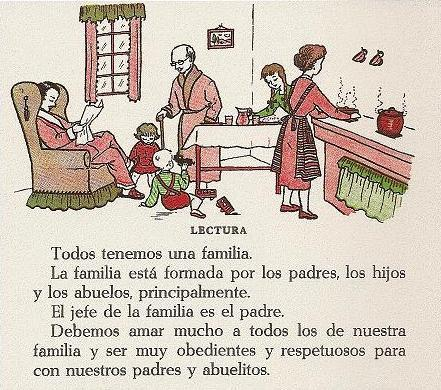 LECTURA
Todos tenemos una familia.
La familia está formada por los padres, los hijos
y los abuelos, principalmente.
El jefe de la familia es el padre.
Debemos amar mucho a todos los de nuestra
familia y ser muy obedientes y respetuosos para
con nuestros padres y abuelitos.